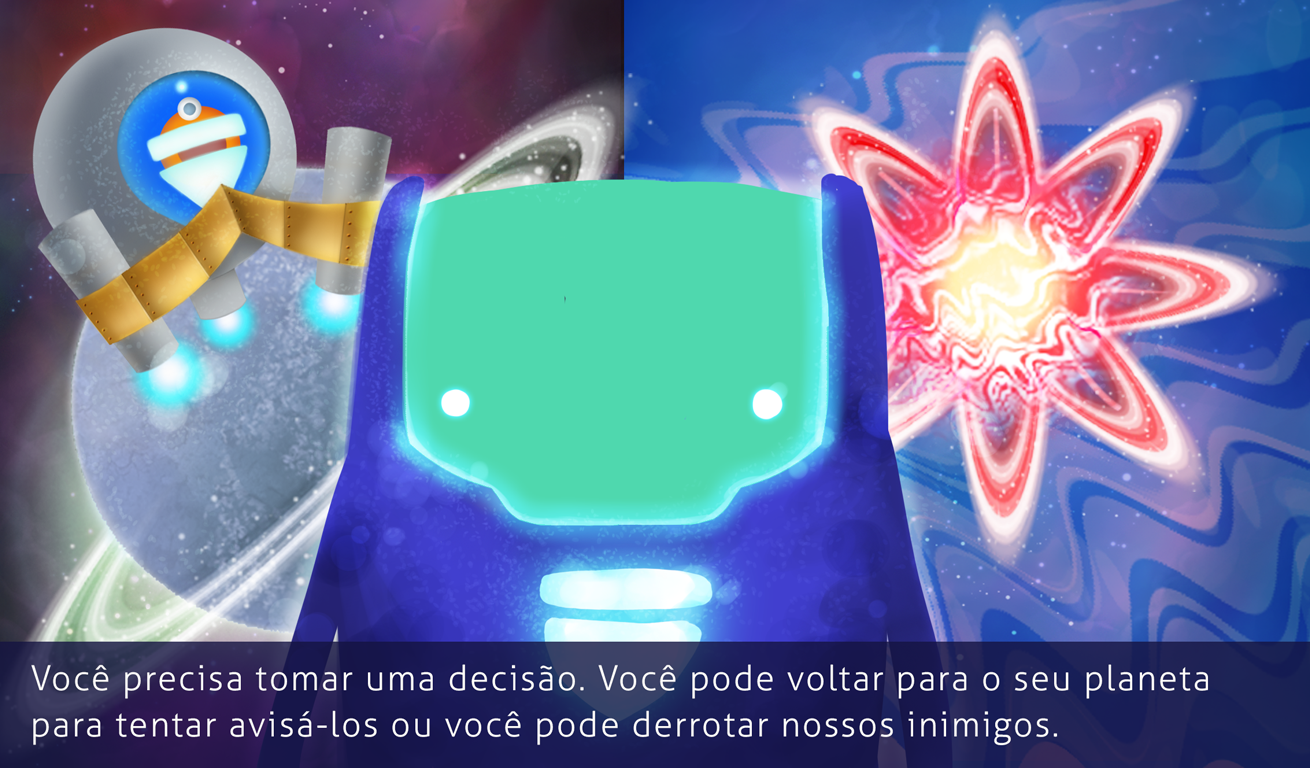 Você precisa tomar uma decisão. Você pode voltar para o seu planeta
para tentar avisá-los ou você pode derrotar nossos inimigos.